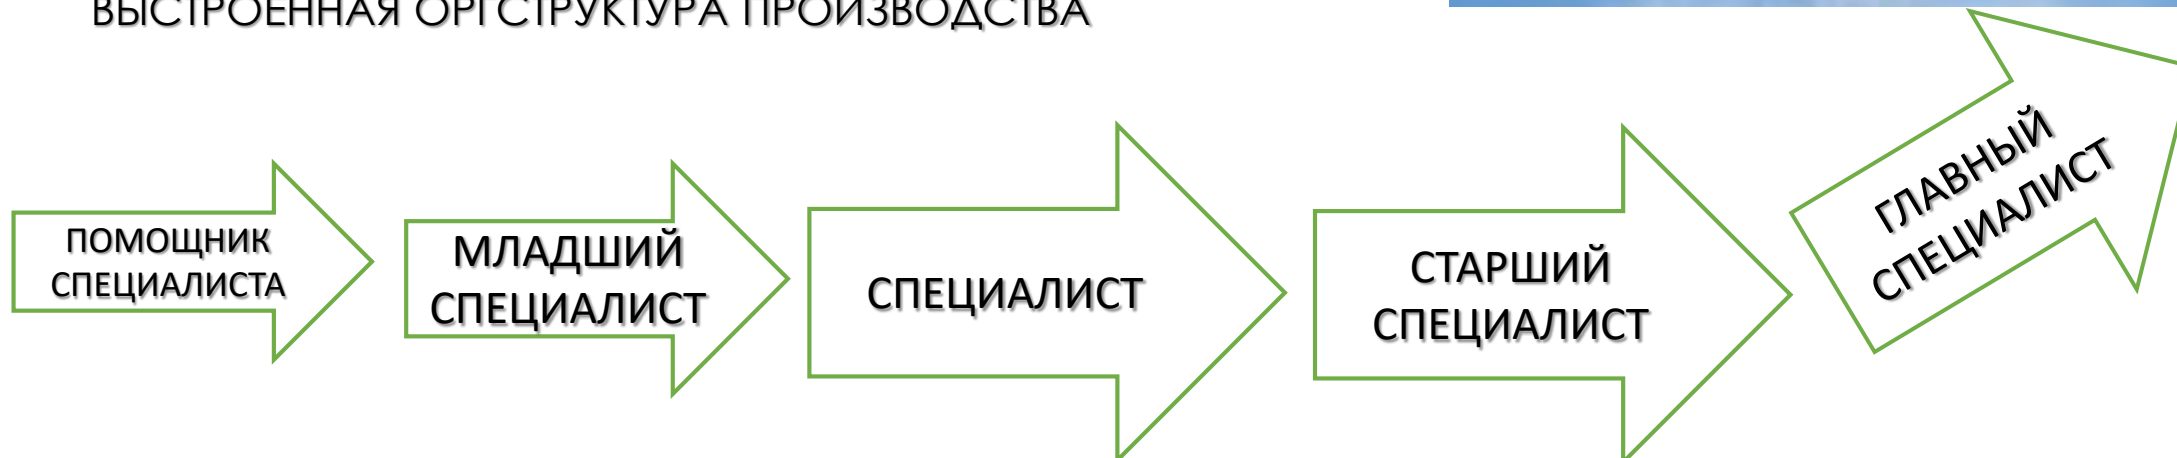 ВЫСТРОЕННАЯ ОРГСТРУКТУРА ПРОИЗВОДСТВА
ПОМОЩНИК
СПЕЦИАЛИСТА
МЛАДШИЙ
СПЕЦИАЛИСТ
СПЕЦИАЛИСТ
СТАРШИЙ
СПЕЦИАЛИСТ
ГЛАВНЫЙ
СПЕЦИАЛИСТ